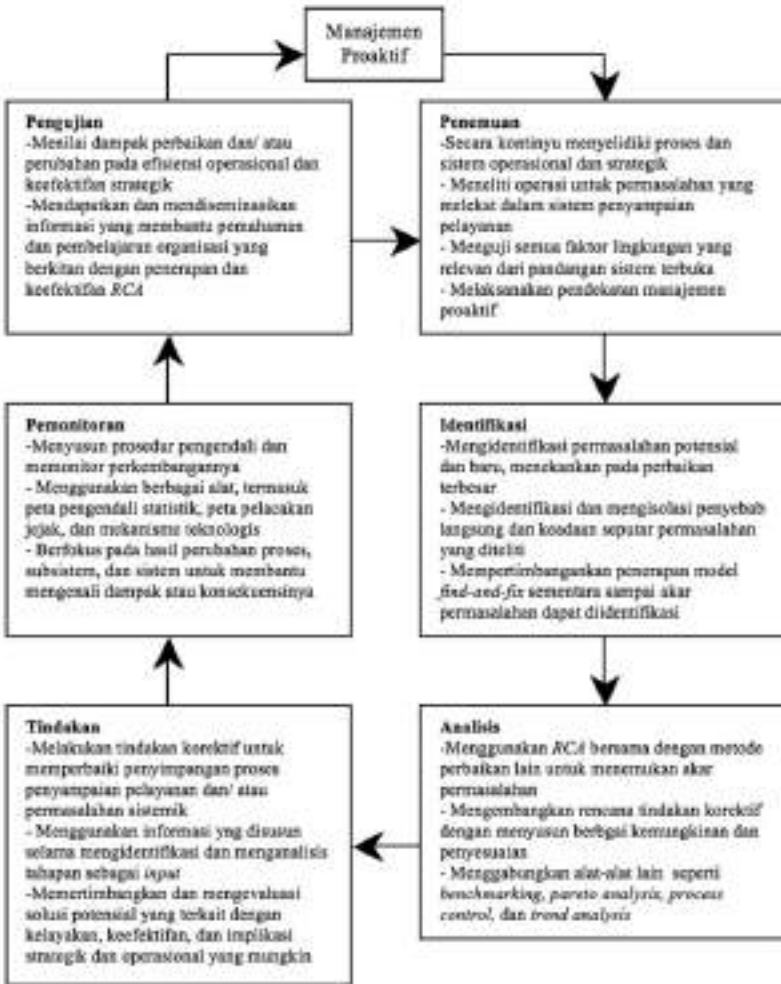 Manajemen
Proaktif
Pengujian
-Menilai dampak perbaikan dan/ atau
perubahan pada efisiensi operasional dan
keefektifan strategik
-Mendapatkan dan mendiseminasikan
informasi yang membantu pemahaman
dan pembelajaran organisasi yang
berkitan dengan penerapan dan
keefektifan RCA
Penemuan
-Secara kontinyu menyelidiki proses dan
sistem operasional dan strategik
- Meneliti operasi untuk permasalahan yang
melekat dalam sistem penyampaian
pelayanan
- Menguji semua faktor lingkungan yang
relevan dari pandangan sistem terbuka
- Melaksanakan pendekatan manajemen
proaktif
Pemonitoran
-Menyusun prosedur pengendali dan
memonitor perkembangannya
- Menggunakan berbagai alat, termasuk
peta pengendali statistik, peta pelacakan
jejak, dan mekanisme teknologis
- Berfokus pada hasil perubahan proses,
subsistem, dan sistem untuk membantu
mengenali dampak atau konsekuensinya
Identifikasi
-Mengidentifikasi permasalahan potensial
dan baru, menekankan pada perbaikan
terbesar
- Mengidentifikasi dan mengisolasi penyebab
langsung dan keadaan seputar permasalahan
yang diteliti
- Mempertimbangankan penerapan model
find-and-fix sementara sampai akar
permasalahan dapat diidentifikasi
Tindakan
-Melakukan tindakan korektif untuk
memperbaiki penyimpangan proses
penyampaian pelayanan dan/ atau
permasalahan sistemik
- Menggunakan informasi yng disusun
selama mengidentifikasi dan menganalisis
tahapan sebagai input
-Memertimbangkan dan mengevaluasi
solusi potensial yang terkait dengan
kelayakan, keefektifan, dan implikasi
strategik dan operasional yang mungkin
Analisis
-Menggunakan RCA bersama dengan metode
perbaikan lain untuk menemukan akar
permasalahan
- Mengembangkan rencana tindakan korektif
dengan menyusun berbgai kemungkinan dan
penyesuaian
- Menggabungkan alat-alat lain seperti
benchmarking, pareto analysis, process
control, dan trend analysis